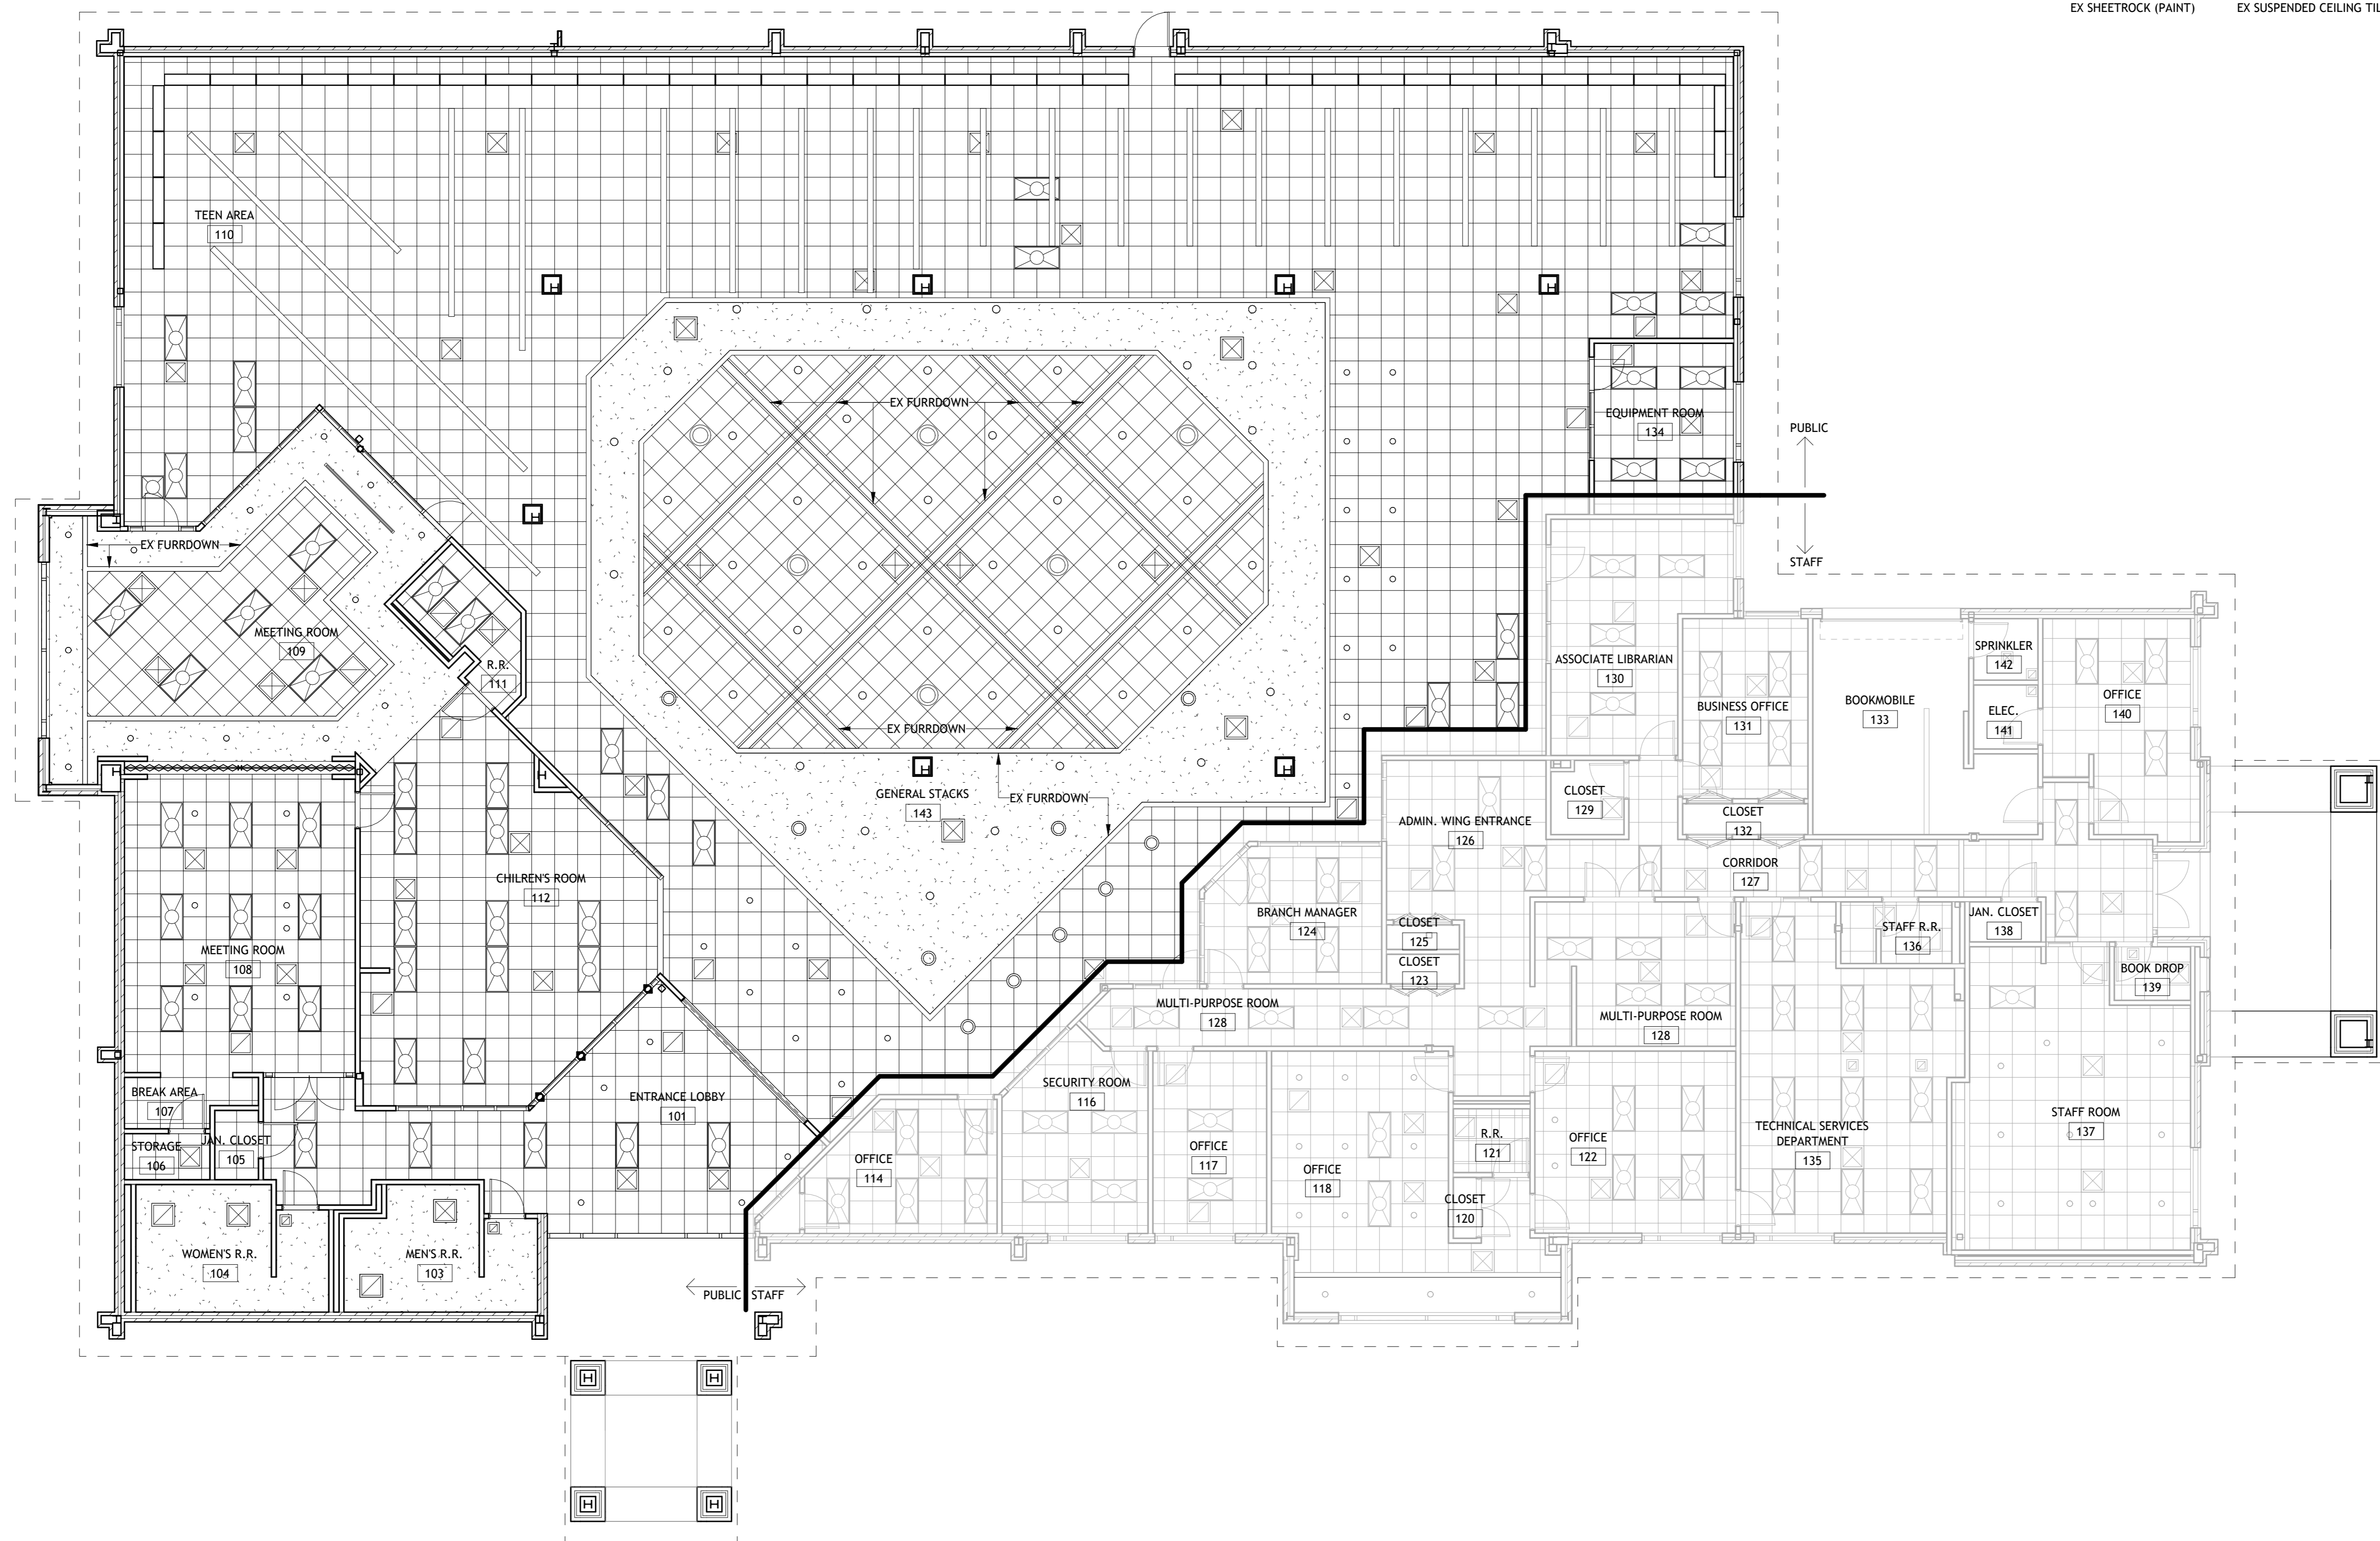 EX SHEETROCK (PAINT)
EX SUSPENDED CEILING TIL
TEEN AREA
110
EX FURRDOWN
EQUIPMENT ROOM
134
PUBLIC
STAFF
EX FURRDOWN
MEETING ROOM
109
R.R.
111
ASSOCIATE LIBRARIAN
130
BUSINESS OFFICE
131
BOOKMOBILE
133
SPRINKLER
142
ELEC.
141
OFFICE
140
EX FURRDOWN
GENERAL STACKS
143
EX FURRDOWN
CLOSET
129
CLOSET
132
ADMIN. WING ENTRANCE
126
CORRIDOR
127
CHILREN'S ROOM
112
BRANCH MANAGER
124
CLOSET
125
CLOSET
123
STAFF R.R.
136
JAN. CLOSET
138
MEETING ROOM
108
BOOK DROP
139
MULTI-PURPOSE ROOM
128
MULTI-PURPOSE ROOM
128
BREAK AREA
107
ENTRANCE LOBBY
101
SECURITY ROOM
116
STAFF ROOM
137
STORAGE
106
JAN. CLOSET
105
OFFICE
114
OFFICE
117
OFFICE
118
R.R.
121
OFFICE
122
TECHNICAL SERVICES
DEPARTMENT
135
CLOSET
120
WOMEN'S R.R.
104
MEN'S R.R.
103
PUBLIC
STAFF